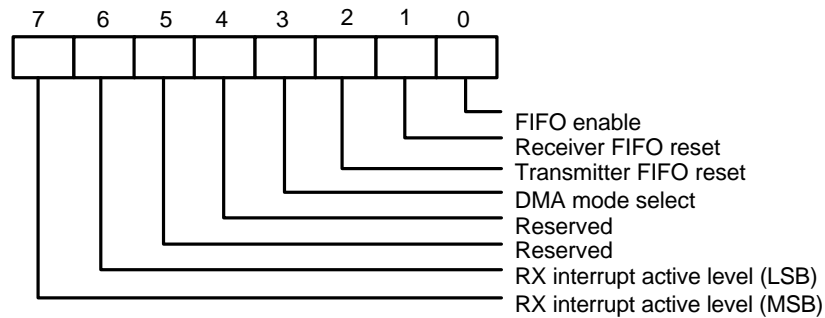 7 6 5 4 3 2 1 0
FIFO enable
Receiver FIFO reset
Transmitter FIFO reset
DMA mode select
Reserved
Reserved
RX interrupt active level (LSB)
RX interrupt active level (MSB)